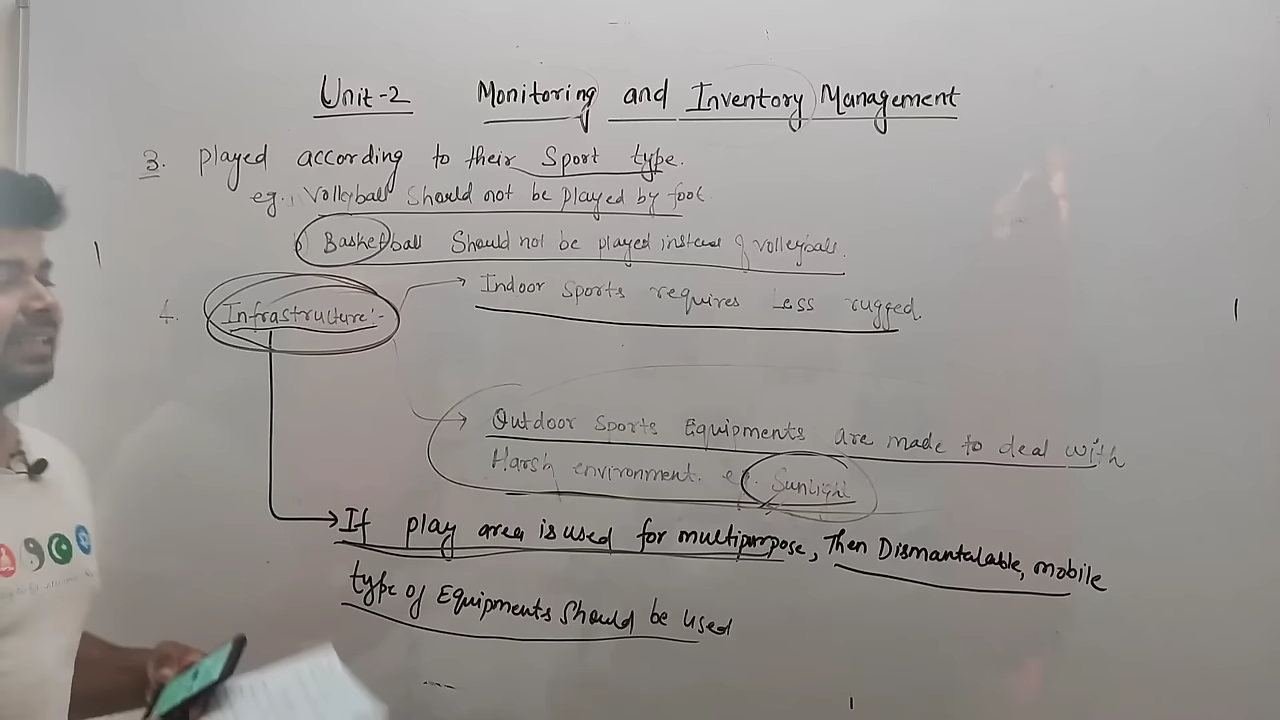 Unit-2 Monitoring and Inventory Management
3. Played according to their Sport type.
eg. Volleyball Should not be Played by foot.
Basketball Should not be played instead of volleyball.
4. Infrastructure:-
Indoor Sports requires Less rugged.
Outdoor Sports Equipments are made to deal with
Harsh environment. eg. Sunlight
If play area is used for multipurpose, Then Dismantalable, mobile
type of Equipments Should be Used